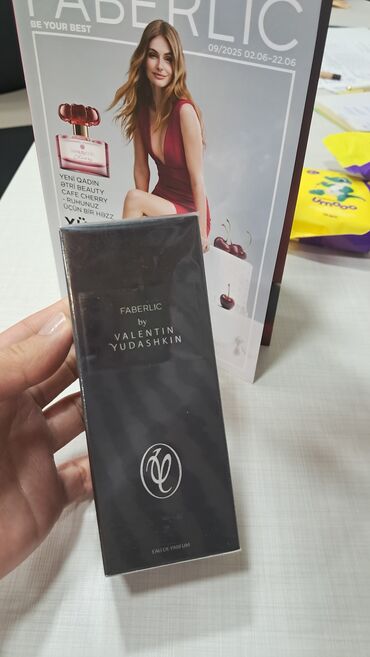 FABERLIC
BE YOUR BEST
09/2025 02.06-22.06
YENİ QADIN
ƏTRİ BEAUTY
CAFE CHERRY
- RUHUNUZ
ÜÇÜN BİR HƏZZ
FABERLIC
by
VALENTIN
YUDASHKIN
EAU DE PARFUM